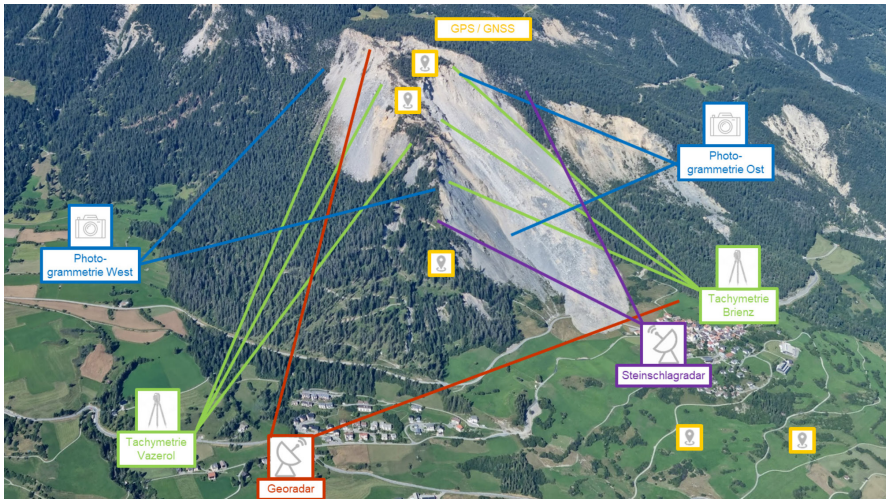 GPS / GNSS
Photo-
grammetrie Ost
Photo-
grammetrie West
Tachymetrie
Brienz
Steinschlagradar
Tachymetrie
Vazerol
Georadar